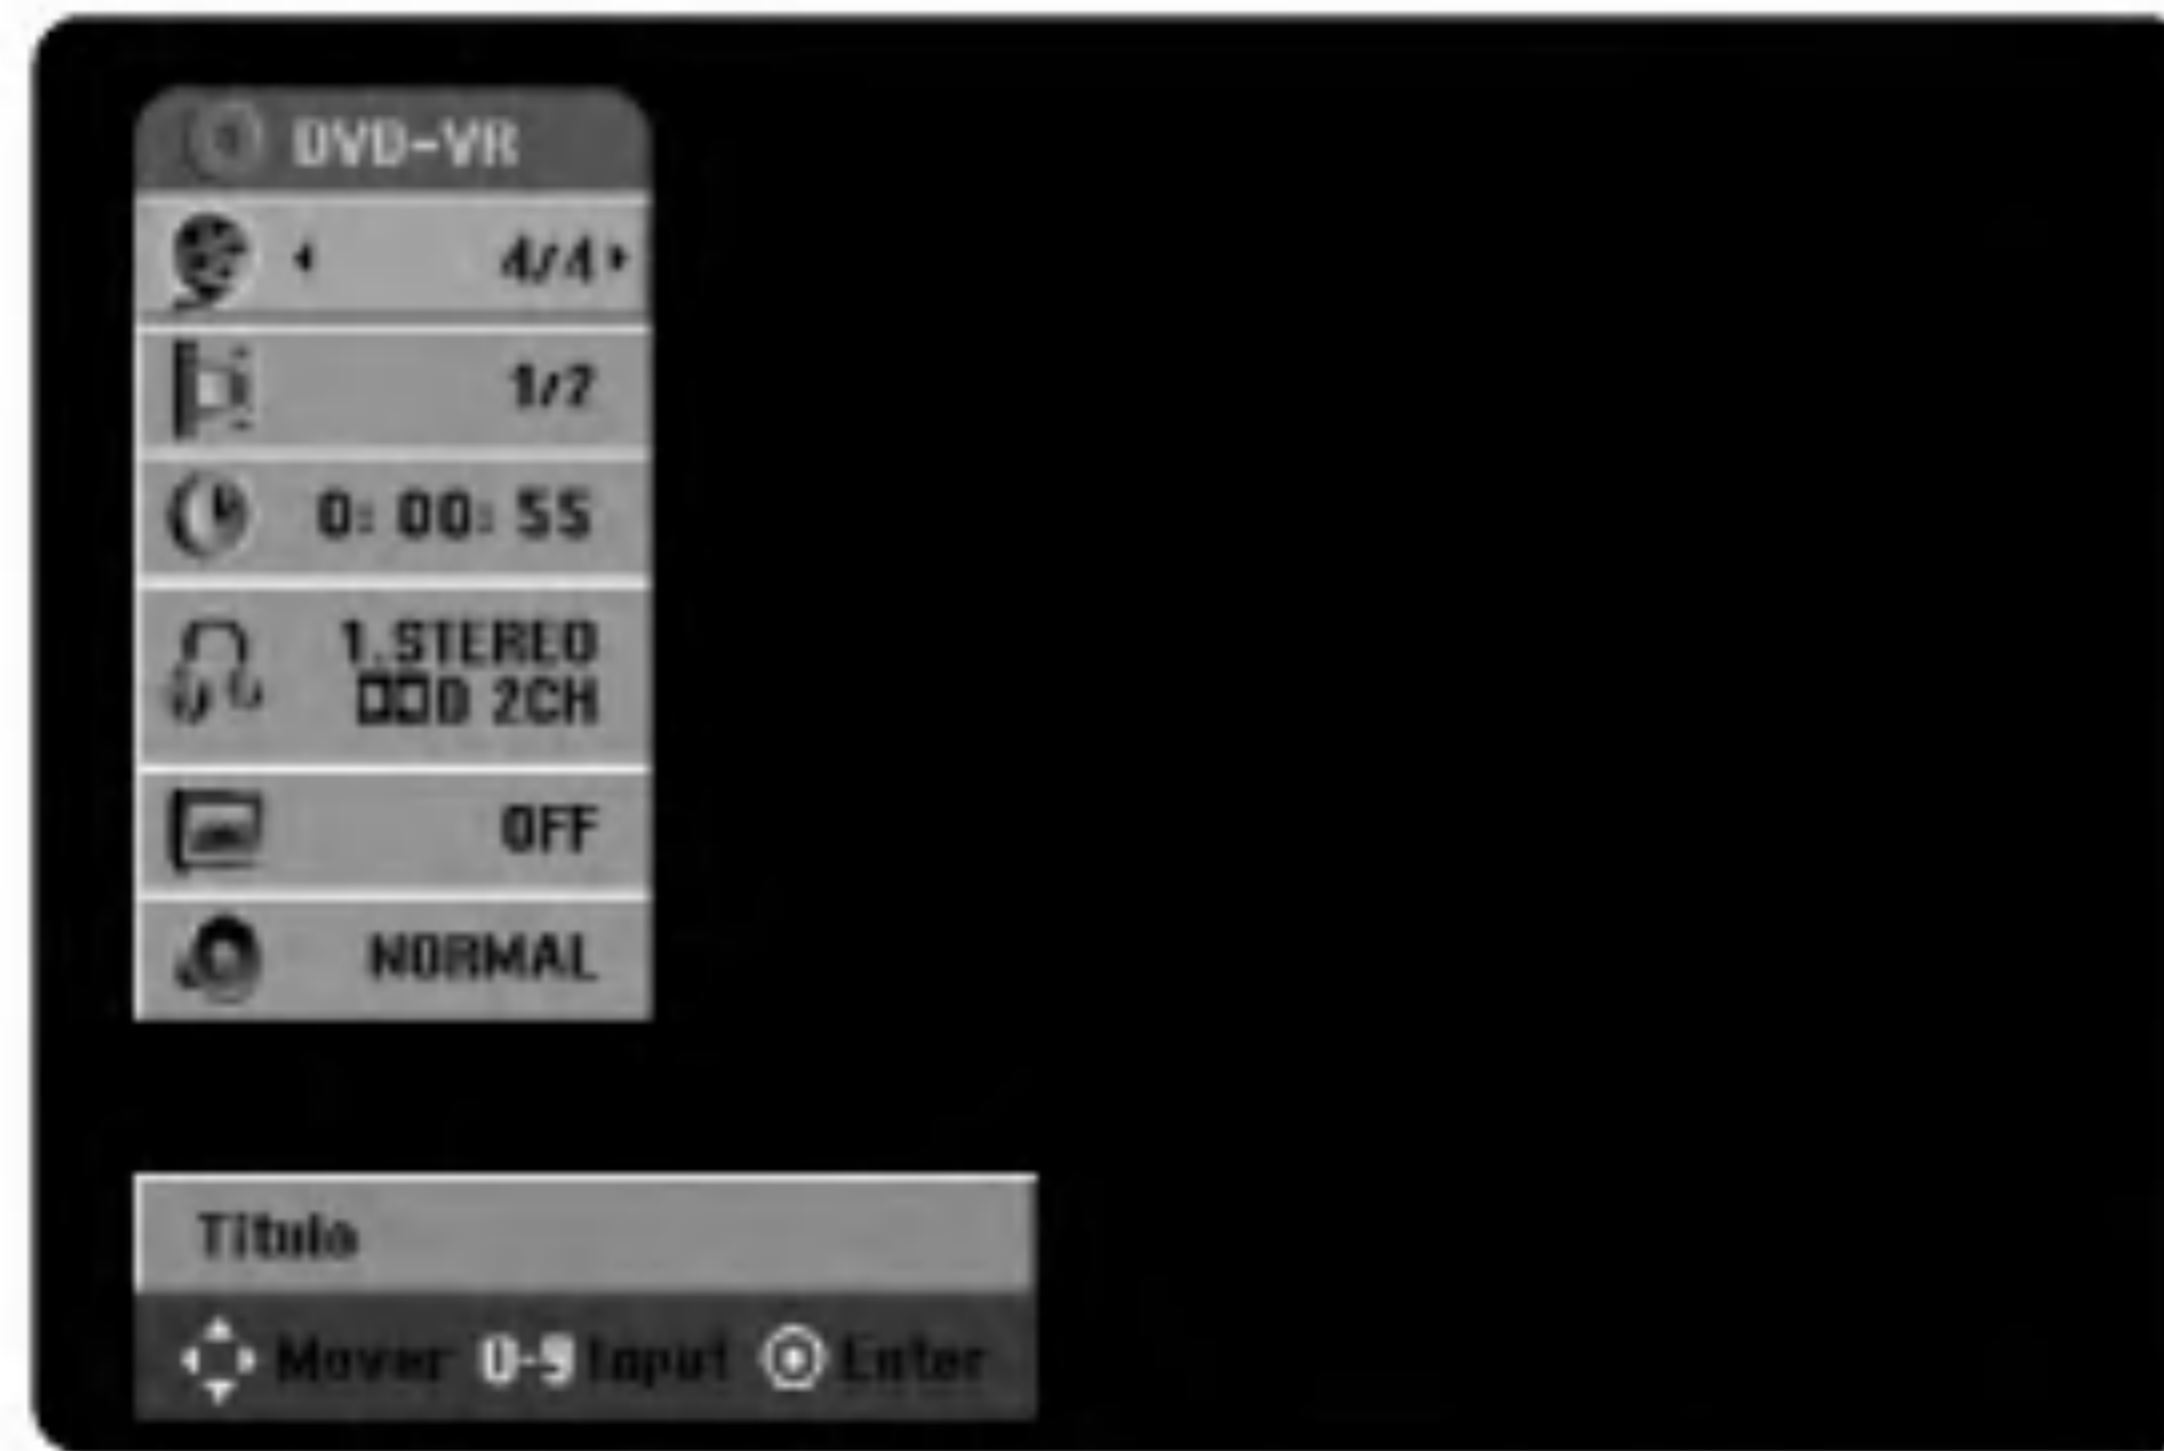 DVD-VR
4/4
1/2
0: 00: 55
1.STEREO
D 2CH
OFF
NORMAL
Titulo
Mover 0-9 Input Enter